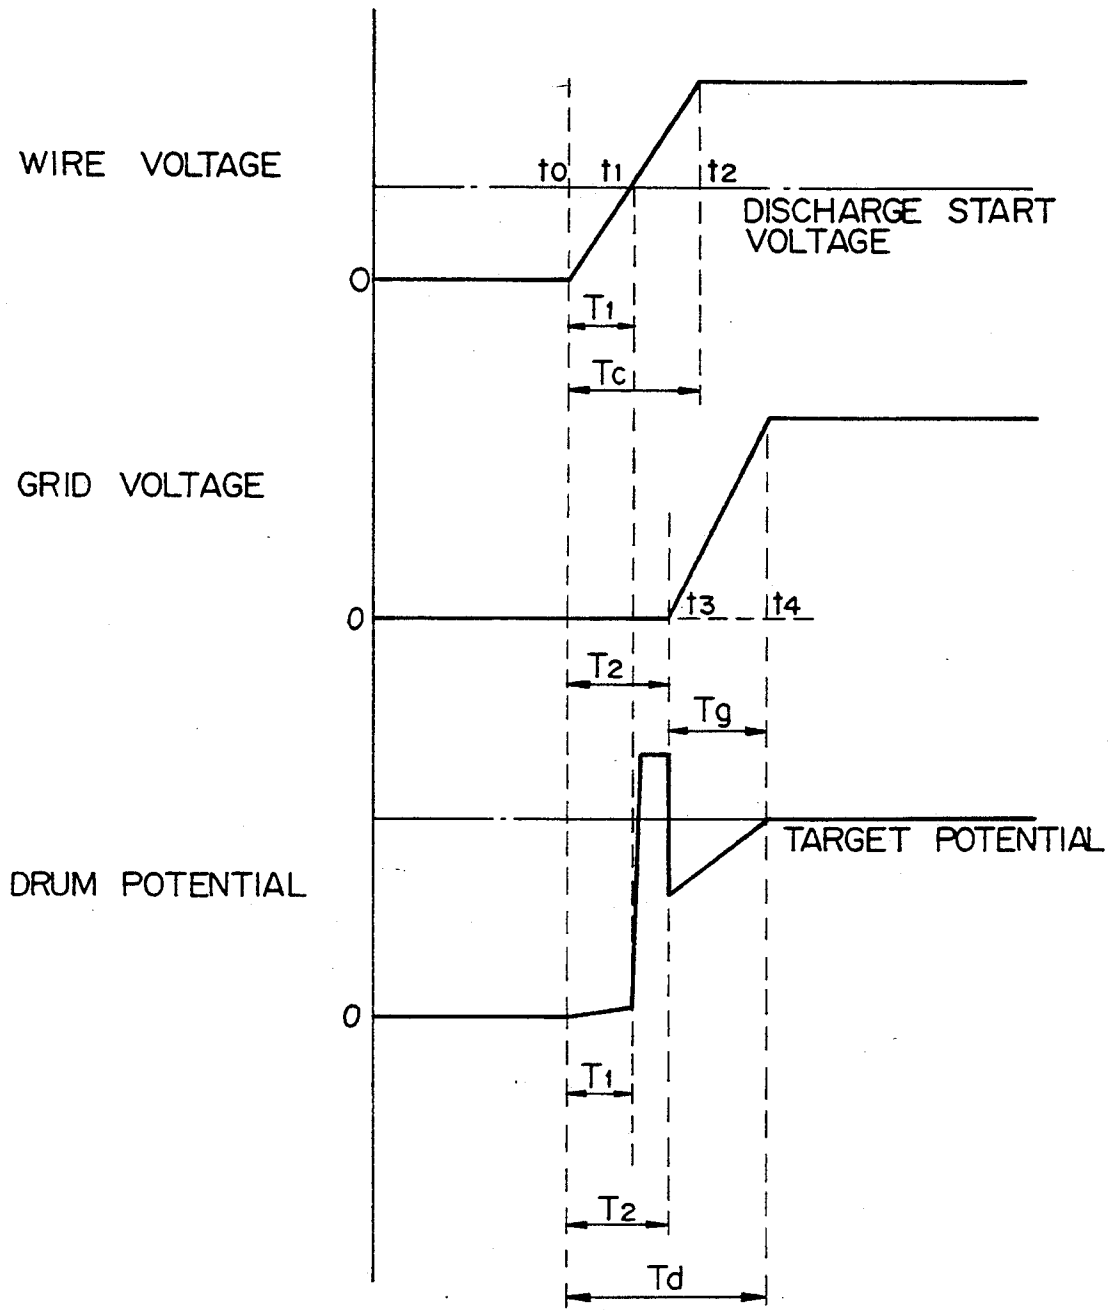 WIRE VOLTAGE
t0 t1 t2
DISCHARGE START
VOLTAGE
0
T1
Tc
GRID VOLTAGE
t3 t4
0
T2
Tg
TARGET POTENTIAL
DRUM POTENTIAL
0
T1
T2
Td